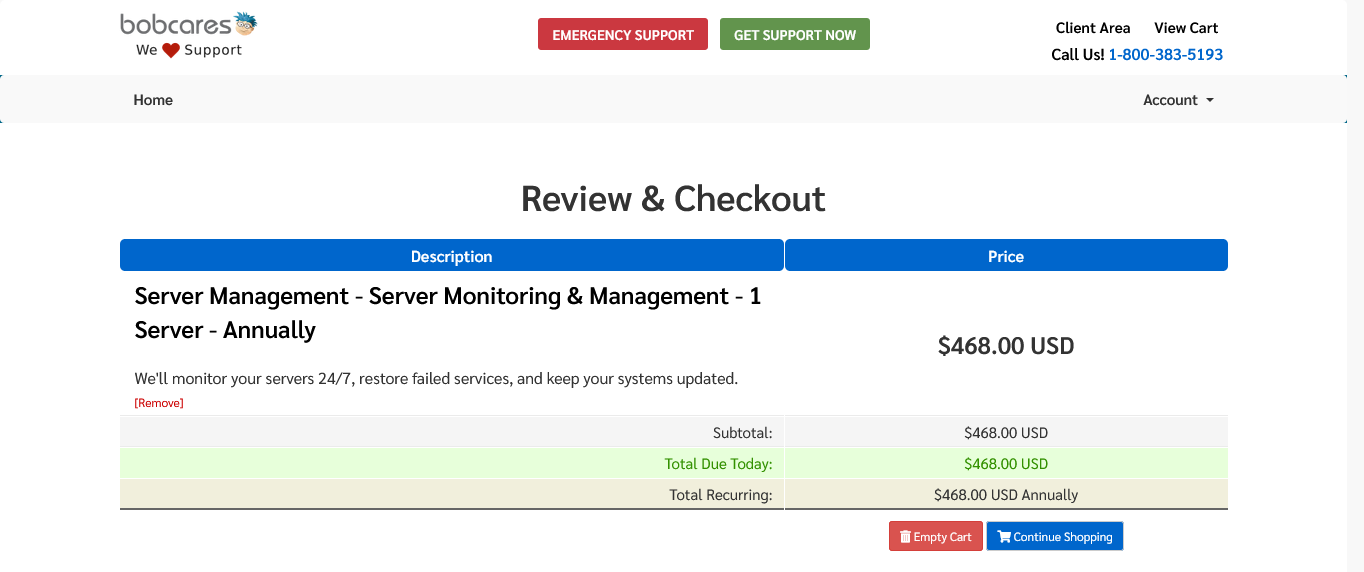 bobcares
We Support
EMERGENCY SUPPORT
GET SUPPORT NOW
Client Area View Cart
Call Us! 1-800-383-5193
Home
Account
Review & Checkout
Description
Price
Server Management - Server Monitoring & Management - 1
Server - Annually
$468.00 USD
We'll monitor your servers 24/7, restore failed services, and keep your systems updated.
[Remove]
Subtotal: $468.00 USD
Total Due Today: $468.00 USD
Total Recurring: $468.00 USD Annually
Empty Cart
Continue Shopping